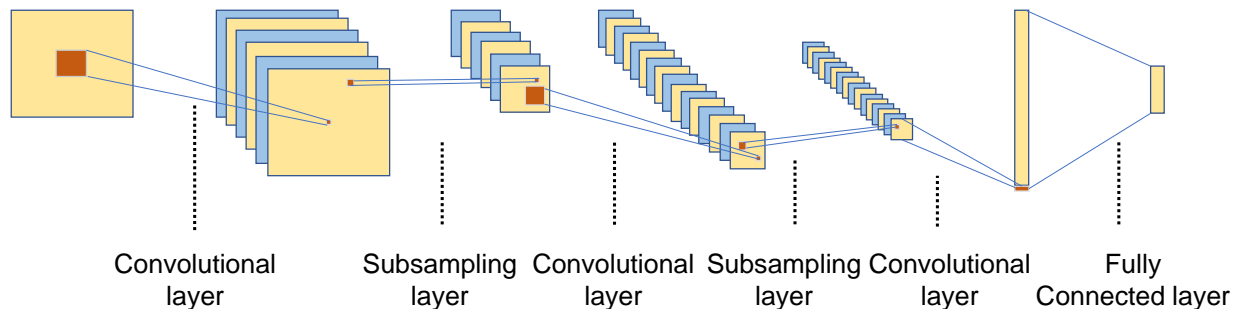 Convolutional
layer
Subsampling
layer
Convolutional
layer
Subsampling
layer
Convolutional
layer
Fully
Connected layer